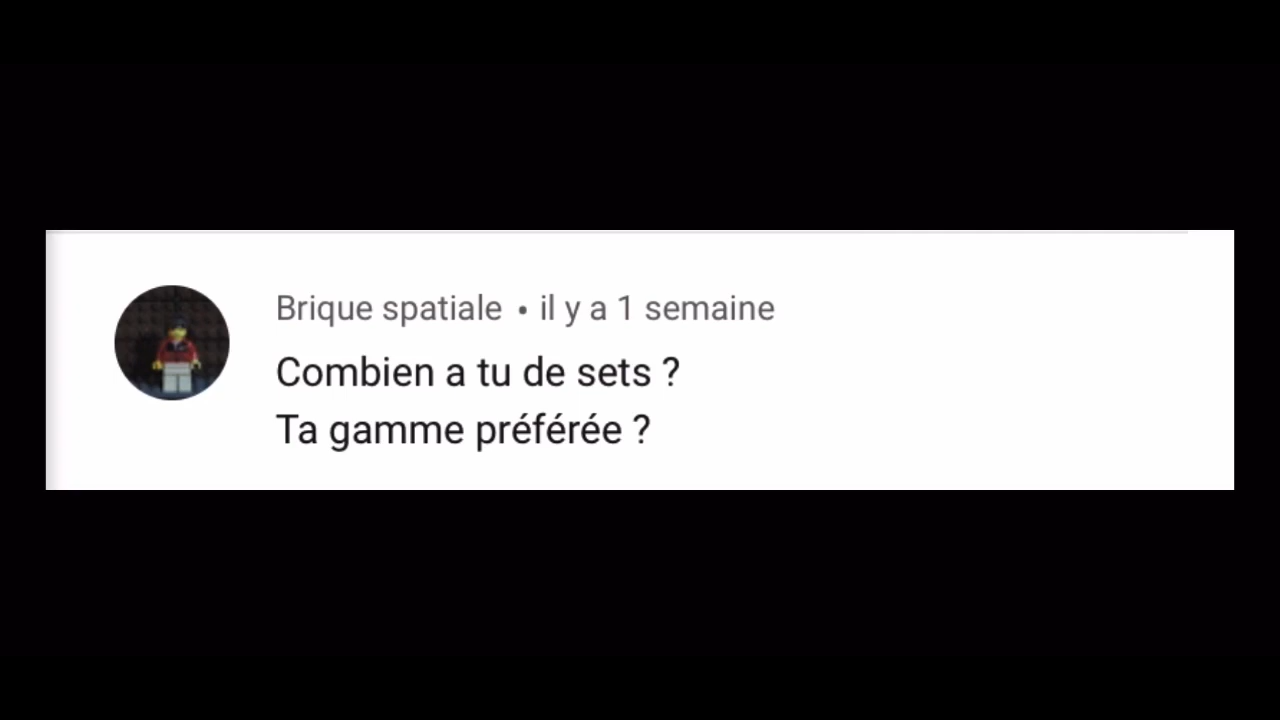 Brique spatiale • il y a 1 semaine
Combien a tu de sets ?
Ta gamme préférée ?